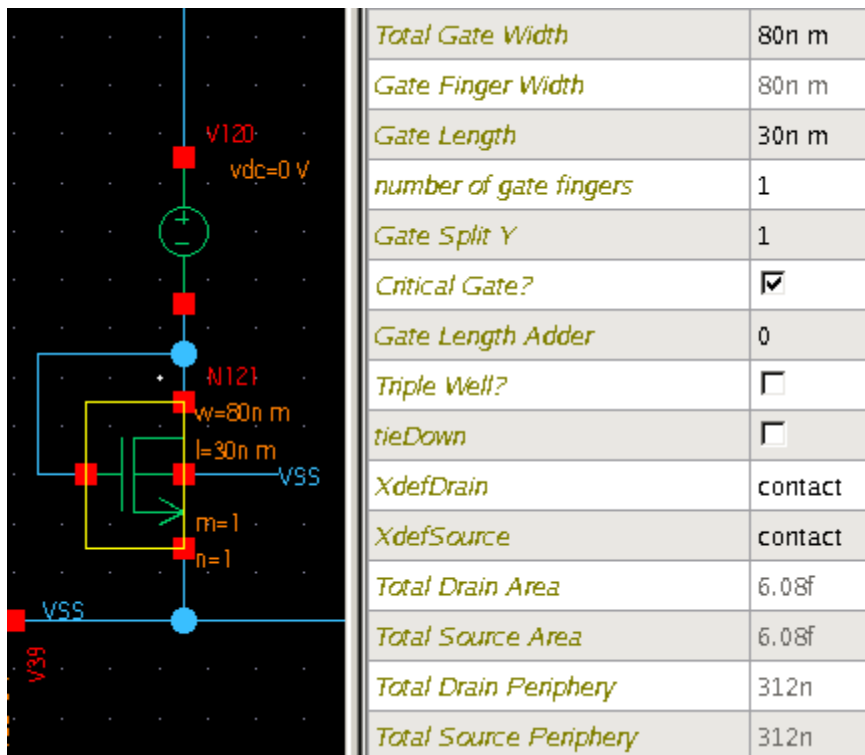 V120
vdc=0 V
+
−
N121
w=80n m
l=30n m
VSS
m=1
n=1
VSS
V39
Total Gate Width 80n m
Gate Finger Width 80n m
Gate Length 30n m
number of gate fingers 1
Gate Split Y 1
Critical Gate?
Gate Length Adder 0
Triple Well?
tieDown
XdefDrain contact
XdefSource contact
Total Drain Area 6.08f
Total Source Area 6.08f
Total Drain Periphery 312n
Total Source Periphery 312n